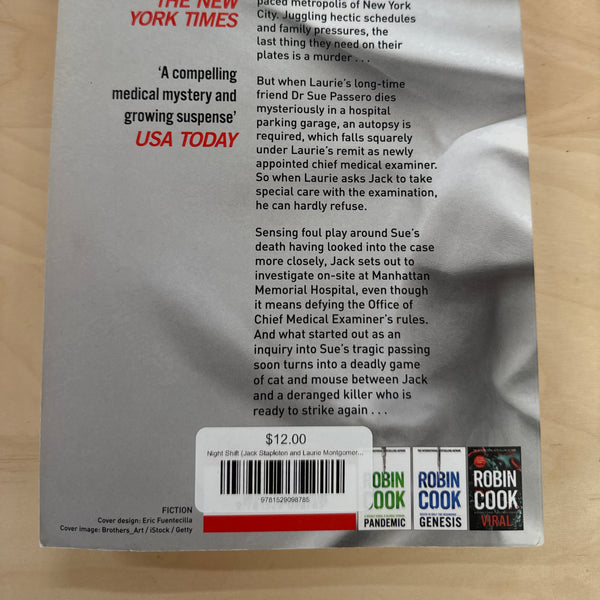 THE NEW
YORK TIMES
'A compelling
medical mystery and
growing suspense'
USA TODAY
paced metropolis of New York
City. Juggling hectic schedules
and family pressures, the
last thing they need on their
plates is a murder . . .
But when Laurie's long-time
friend Dr Sue Passero dies
mysteriously in a hospital
parking garage, an autopsy is
required, which falls squarely
under Laurie's remit as newly
appointed chief medical examiner.
So when Laurie asks Jack to take
special care with the examination,
he can hardly refuse.
Sensing foul play around Sue's
death having looked into the case
more closely, Jack sets out to
investigate on-site at Manhattan
Memorial Hospital, even though
it means defying the Office of
Chief Medical Examiner's rules.
And what started out as an
inquiry into Sue's tragic passing
soon turns into a deadly game
of cat and mouse between Jack
and a deranged killer who is
ready to strike again . . .
$12.00
Night Shift (Jack Stapleton and Laurie Montgomer...
9781529098785
FICTION
Cover design: Eric Fuentecilla
Cover image: Brothers_Art / iStock / Getty
ROBIN
COOK
PANDEMIC
ROBIN
COOK
GENESIS
ROBIN
COOK
VIRAL